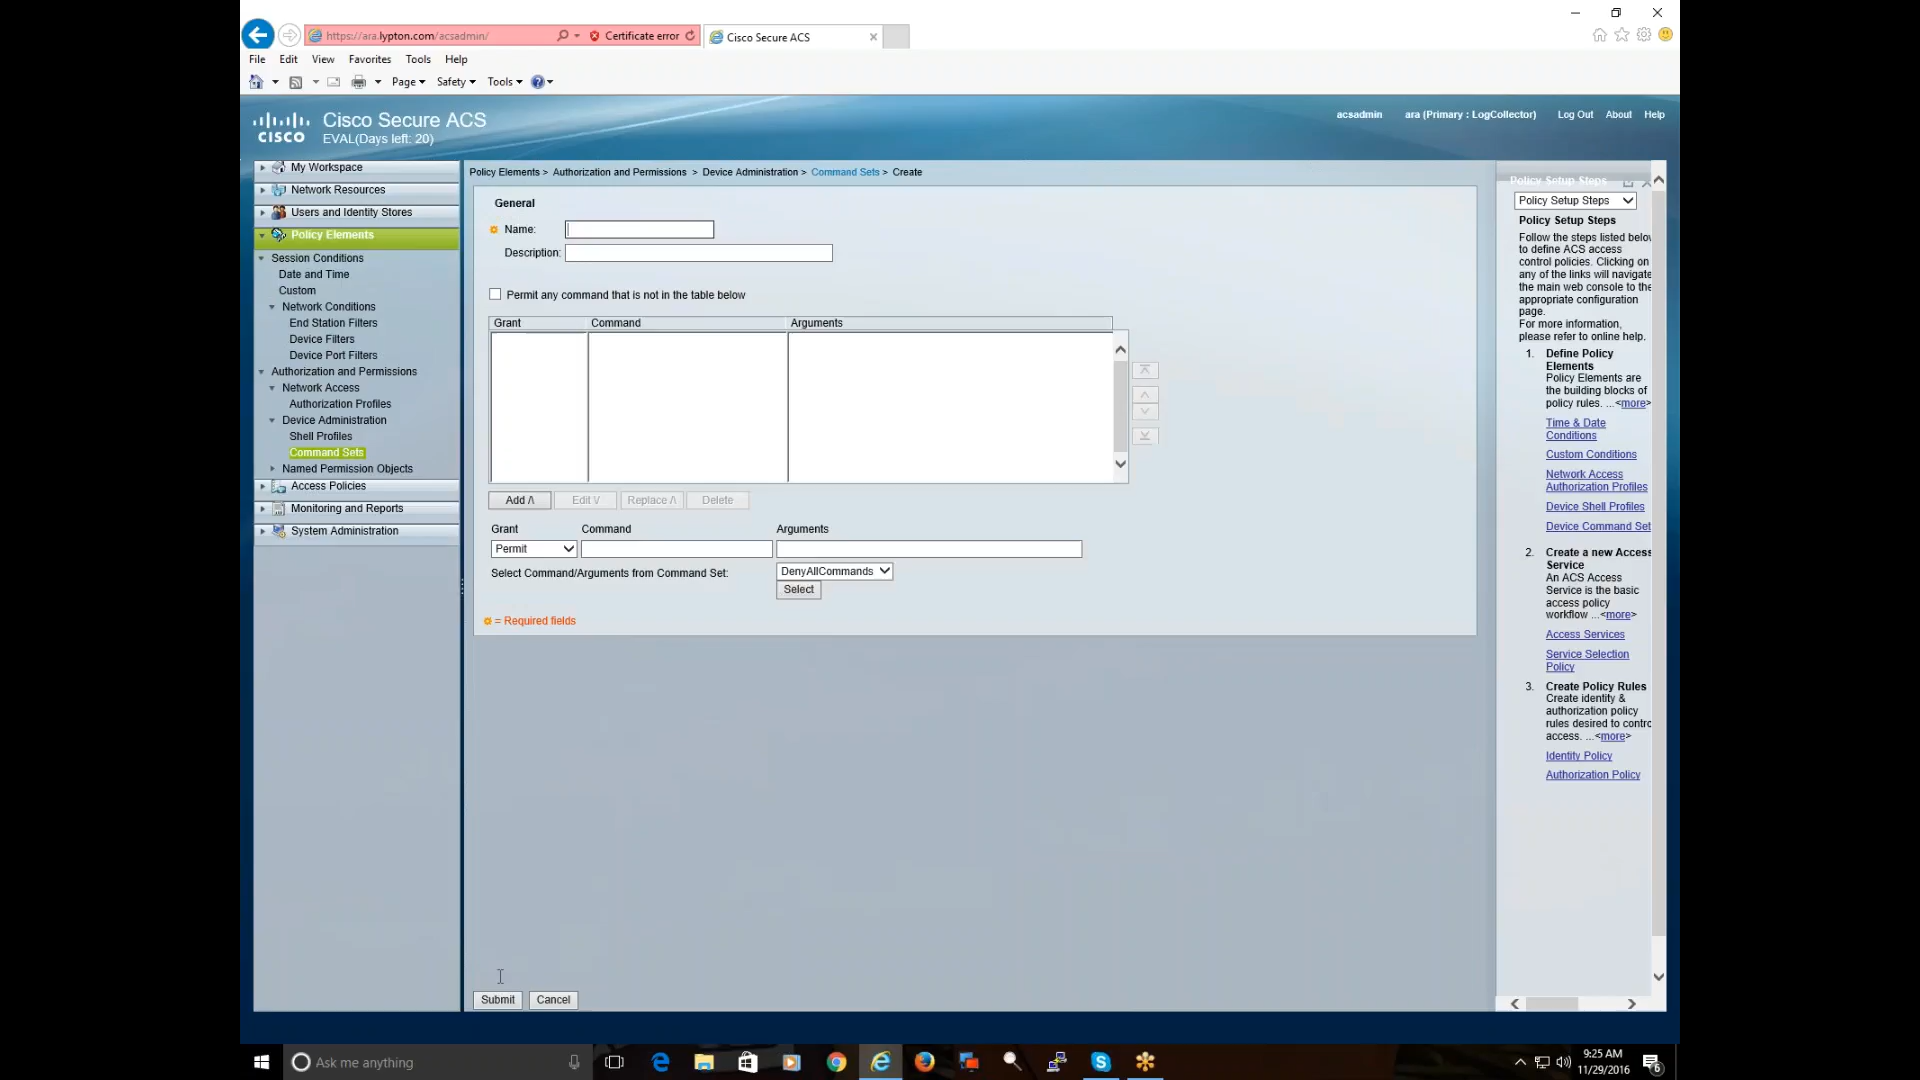 https://ara.lypton.com/acsadmin/
Certificate error
Cisco Secure ACS
File Edit View Favorites Tools Help
Page Safety Tools
CISCO
Cisco Secure ACS
EVAL(Days left: 20)
acsadmin ara (Primary : LogCollector) Log Out About Help
My Workspace
Network Resources
Users and Identity Stores
Policy Elements
Session Conditions
Date and Time
Custom
Network Conditions
End Station Filters
Device Filters
Device Port Filters
Authorization and Permissions
Network Access
Authorization Profiles
Device Administration
Shell Profiles
Command Sets
Named Permission Objects
Access Policies
Monitoring and Reports
System Administration
Policy Elements > Authorization and Permissions > Device Administration > Command Sets > Create
General
Name:
Description:
Permit any command that is not in the table below
Grant Command Arguments
Add /\ Edit \/ Replace /\ Delete
Grant Command Arguments
Permit
Select Command/Arguments from Command Set: DenyAllCommands
Select
= Required fields
Submit Cancel
Policy Setup Steps
Policy Setup Steps
Policy Setup Steps
Follow the steps listed below
to define ACS access
control policies. Clicking on
any of the links will navigate
the main web console to the
appropriate configuration
page.
For more information,
please refer to online help.
1. Define Policy
Elements
Policy Elements are
the building blocks of
policy rules. ...<more>
Time & Date
Conditions
Custom Conditions
Network Access
Authorization Profiles
Device Shell Profiles
Device Command Set
2. Create a new Access
Service
An ACS Access
Service is the basic
access policy
workflow ...<more>
Access Services
Service Selection
Policy
3. Create Policy Rules
Create identity &
authorization policy
rules desired to contro
access. ...<more>
Identity Policy
Authorization Policy
Ask me anything
9:25 AM
11/29/2016
6